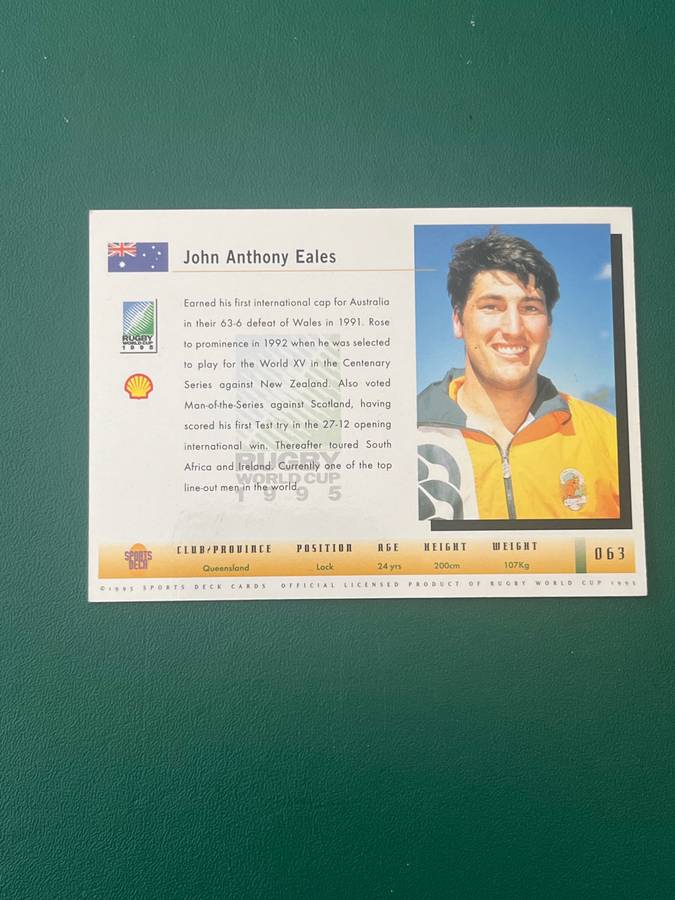 John Anthony Eales
Earned his first international cap for Australia
in their 63-6 defeat of Wales in 1991. Rose
to prominence in 1992 when he was selected
to play for the World XV in the Centenary
Series against New Zealand. Also voted
Man-of-the-Series against Scotland, having
scored his first Test try in the 27-12 opening
international win. Thereafter toured South
Africa and Ireland. Currently one of the top
line-out men in the world.
RUGBY
WORLD CUP
1995
RUGBY
WORLD CUP
1995
SPORTS
DECK
CLUB/PROVINCE POSITION AGE HEIGHT WEIGHT
Queensland Lock 24 yrs 200cm 107Kg
063
©1995 SPORTS DECK CARDS OFFICIAL LICENSED PRODUCT OF RUGBY WORLD CUP 1995